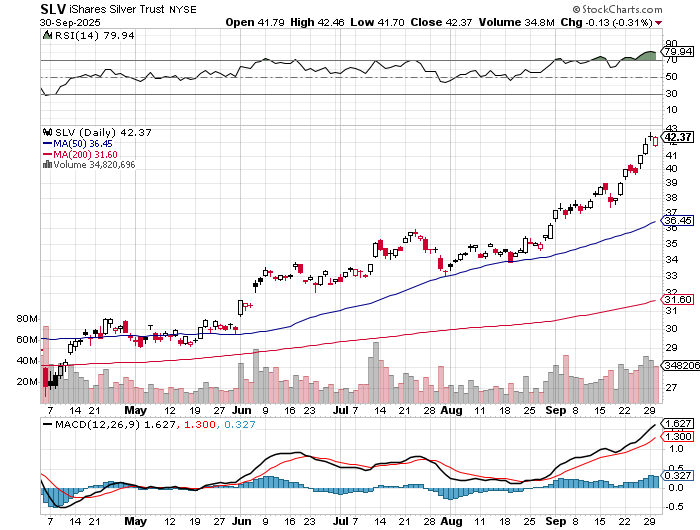 SLV iShares Silver Trust NYSE © StockCharts.com
30-Sep-2025 Open 41.79 High 42.46 Low 41.70 Close 42.37 Volume 34.8M Chg -0.13 (-0.31%)
RSI(14) 79.94
90
79.94
70
50
30
10
SLV (Daily) 42.37
MA(50) 36.45
MA(200) 31.60
Volume 34,820,696
43
42.37
41
40
39
38
37
36.45
36
35
34
33
32
31.60
31
30
29
348206
27
80M
60M
40M
20M
7 14 21 May 12 19 27 Jun 9 16 23 Jul 7 14 21 28 Aug 11 18 25 Sep 8 15 22 29
MACD(12,26,9) 1.627, 1.300, 0.327
1.627
1.300
1.0
0.5
0.327
0.0
-0.5
7 14 21 May 12 19 27 Jun 9 16 23 Jul 7 14 21 28 Aug 11 18 25 Sep 8 15 22 29